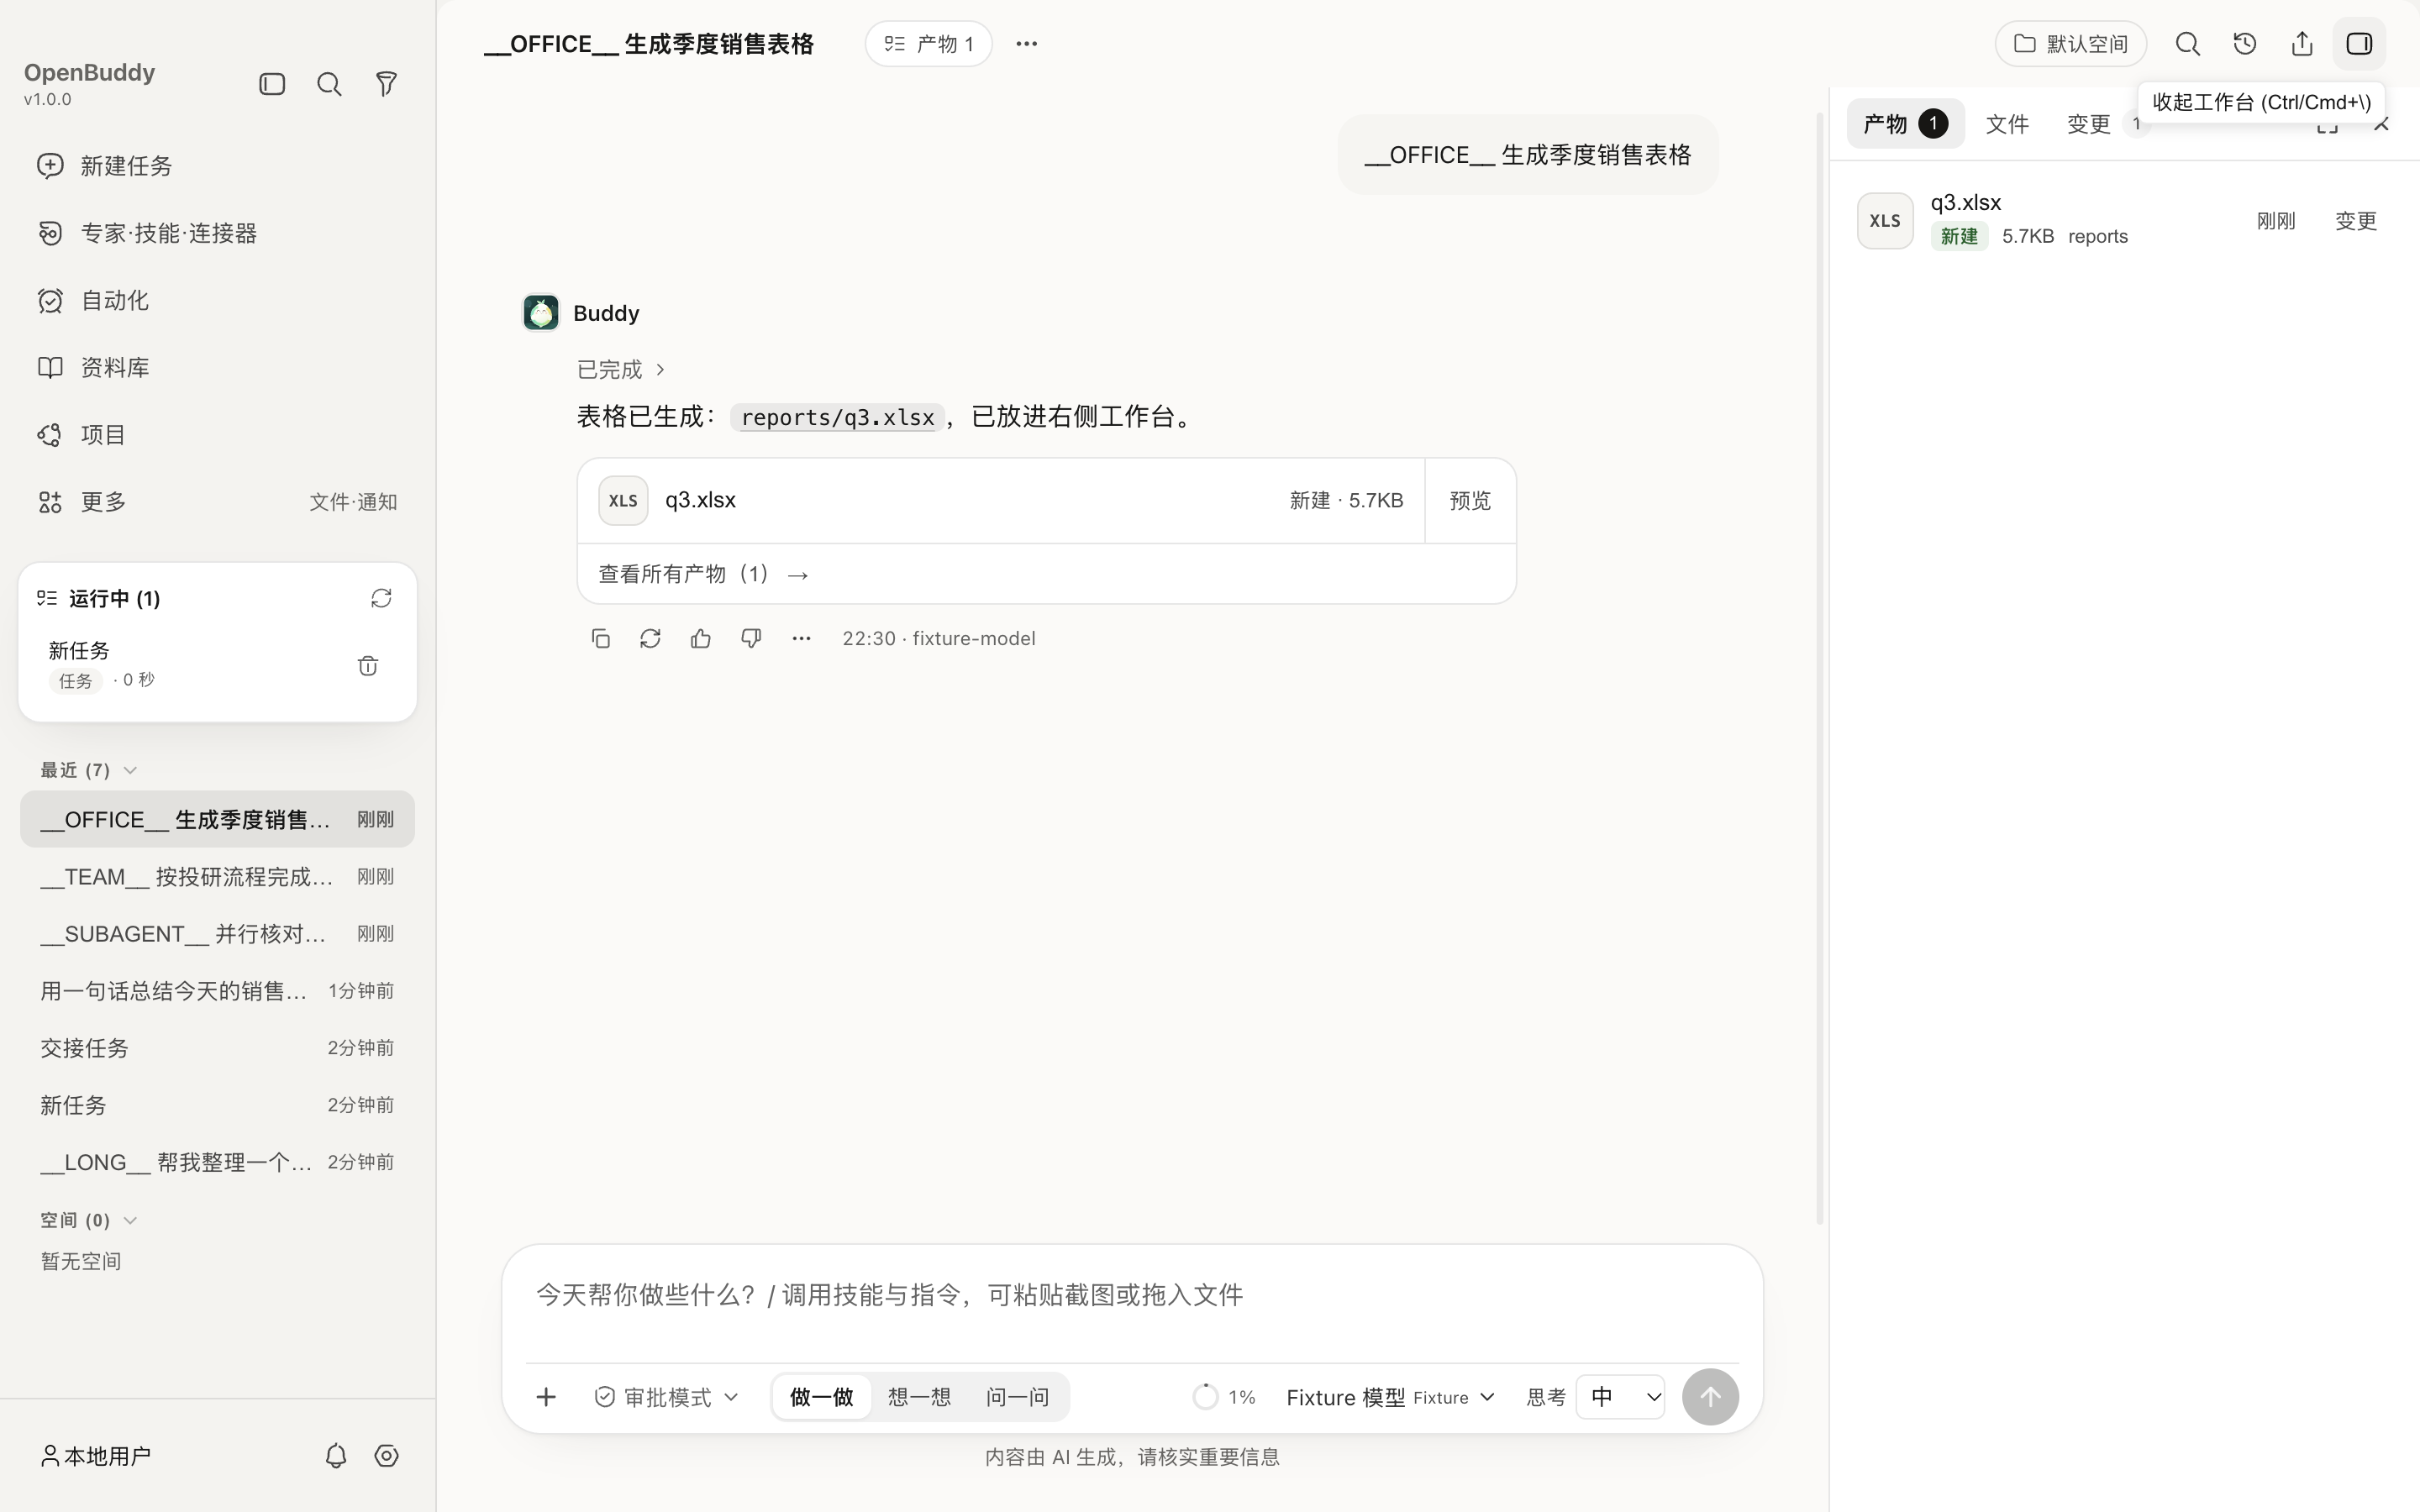 OpenBuddy
v1.0.0
新建任务
专家·技能·连接器
自动化
资料库
项目
更多 文件·通知
运行中 (1)
新任务
任务 · 0 秒
最近 (7)
__OFFICE__ 生成季度销售… 刚刚
__TEAM__ 按投研流程完成… 刚刚
__SUBAGENT__ 并行核对… 刚刚
用一句话总结今天的销售… 1分钟前
交接任务 2分钟前
新任务 2分钟前
__LONG__ 帮我整理一个… 2分钟前
空间 (0)
暂无空间
本地用户
__OFFICE__ 生成季度销售表格 产物 1
默认空间
收起工作台 (Ctrl/Cmd+\)
__OFFICE__ 生成季度销售表格
Buddy
已完成
表格已生成： reports/q3.xlsx，已放进右侧工作台。
XLS q3.xlsx 新建 · 5.7KB 预览
查看所有产物（1） →
22:30 · fixture-model
今天帮你做些什么？/ 调用技能与指令，可粘贴截图或拖入文件
审批模式 做一做 想一想 问一问 1% Fixture 模型 Fixture 思考 中
内容由 AI 生成，请核实重要信息
产物 1 文件 变更 1
XLS q3.xlsx 刚刚 变更
新建 5.7KB reports